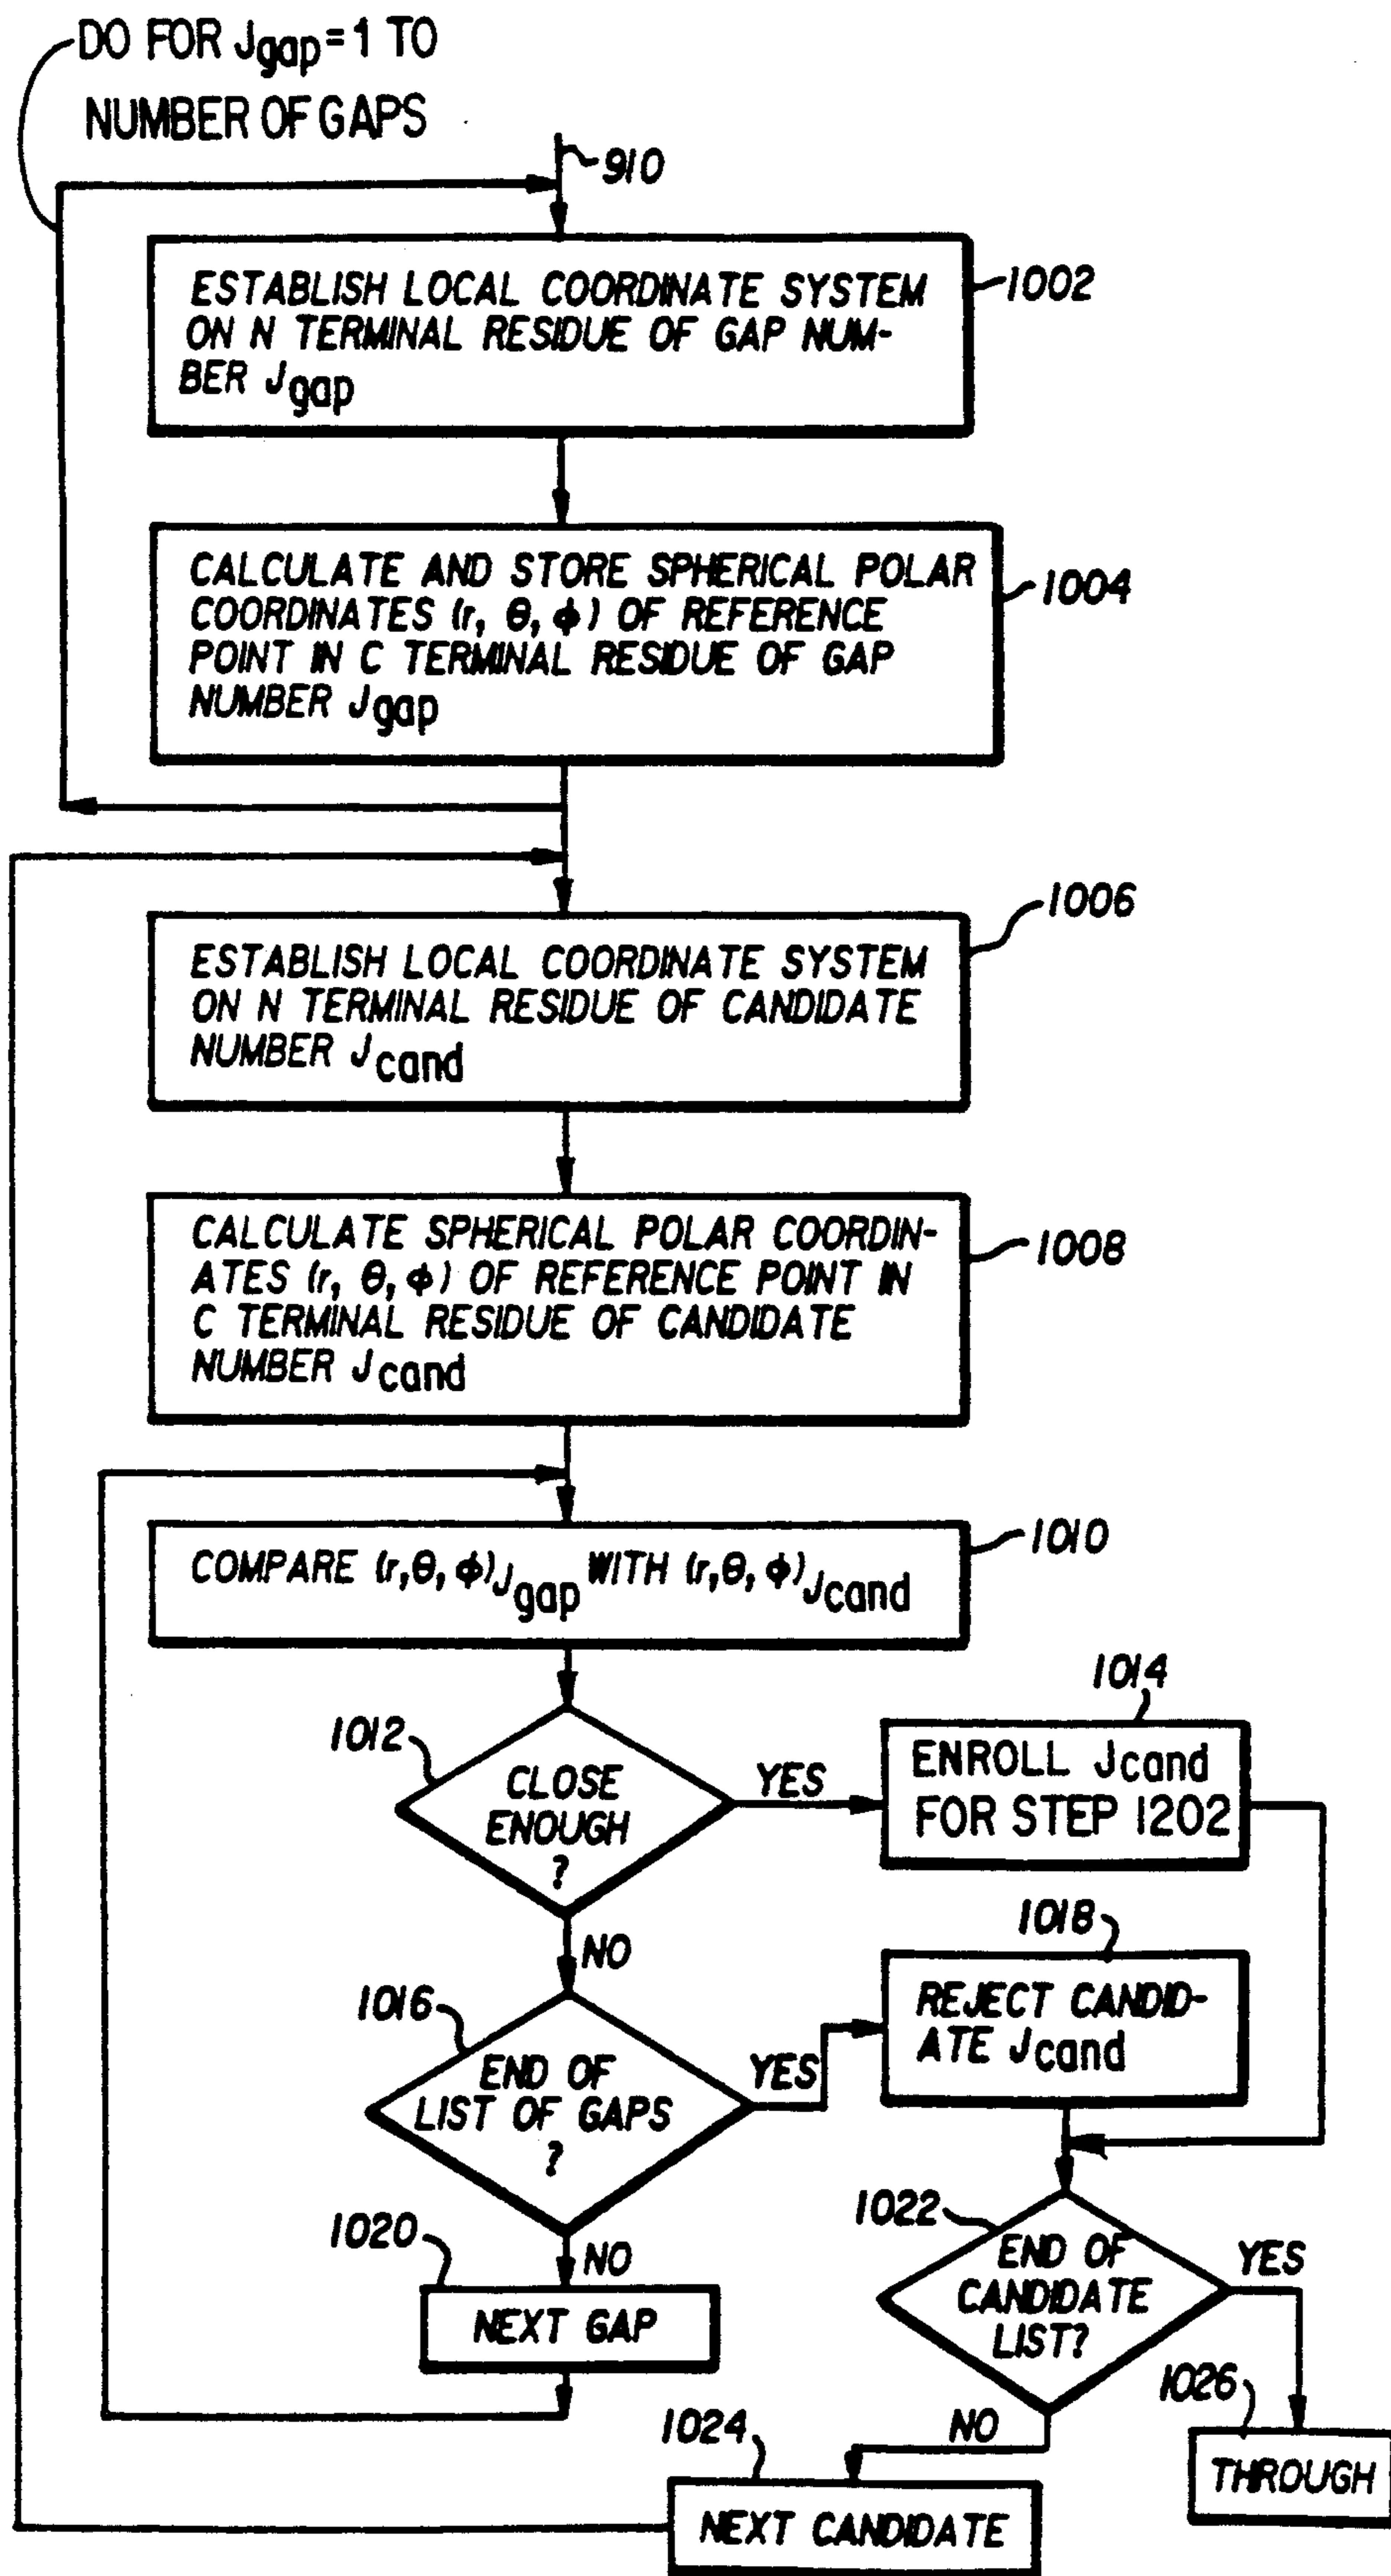 DO FOR Jgap = 1 TO
NUMBER OF GAPS
910
ESTABLISH LOCAL COORDINATE SYSTEM
ON N TERMINAL RESIDUE OF GAP NUM-
BER Jgap
1002
CALCULATE AND STORE SPHERICAL POLAR
COORDINATES (r, θ, ϕ) OF REFERENCE
POINT IN C TERMINAL RESIDUE OF GAP
NUMBER Jgap
1004
ESTABLISH LOCAL COORDINATE SYSTEM
ON N TERMINAL RESIDUE OF CANDIDATE
NUMBER Jcand
1006
CALCULATE SPHERICAL POLAR COORDIN-
ATES (r, θ, ϕ) OF REFERENCE POINT IN
C TERMINAL RESIDUE OF CANDIDATE
NUMBER Jcand
1008
COMPARE (r,θ, ϕ)Jgap WITH (r,θ, ϕ)Jcand
1010
1012
CLOSE
ENOUGH
?
YES
NO
1014
ENROLL Jcand
FOR STEP 1202
1016
END OF
LIST OF GAPS
?
YES
NO
1018
REJECT CANDID-
ATE Jcand
1020
NEXT GAP
1022
END OF
CANDIDATE
LIST?
YES
NO
1024
NEXT CANDIDATE
1026
THROUGH